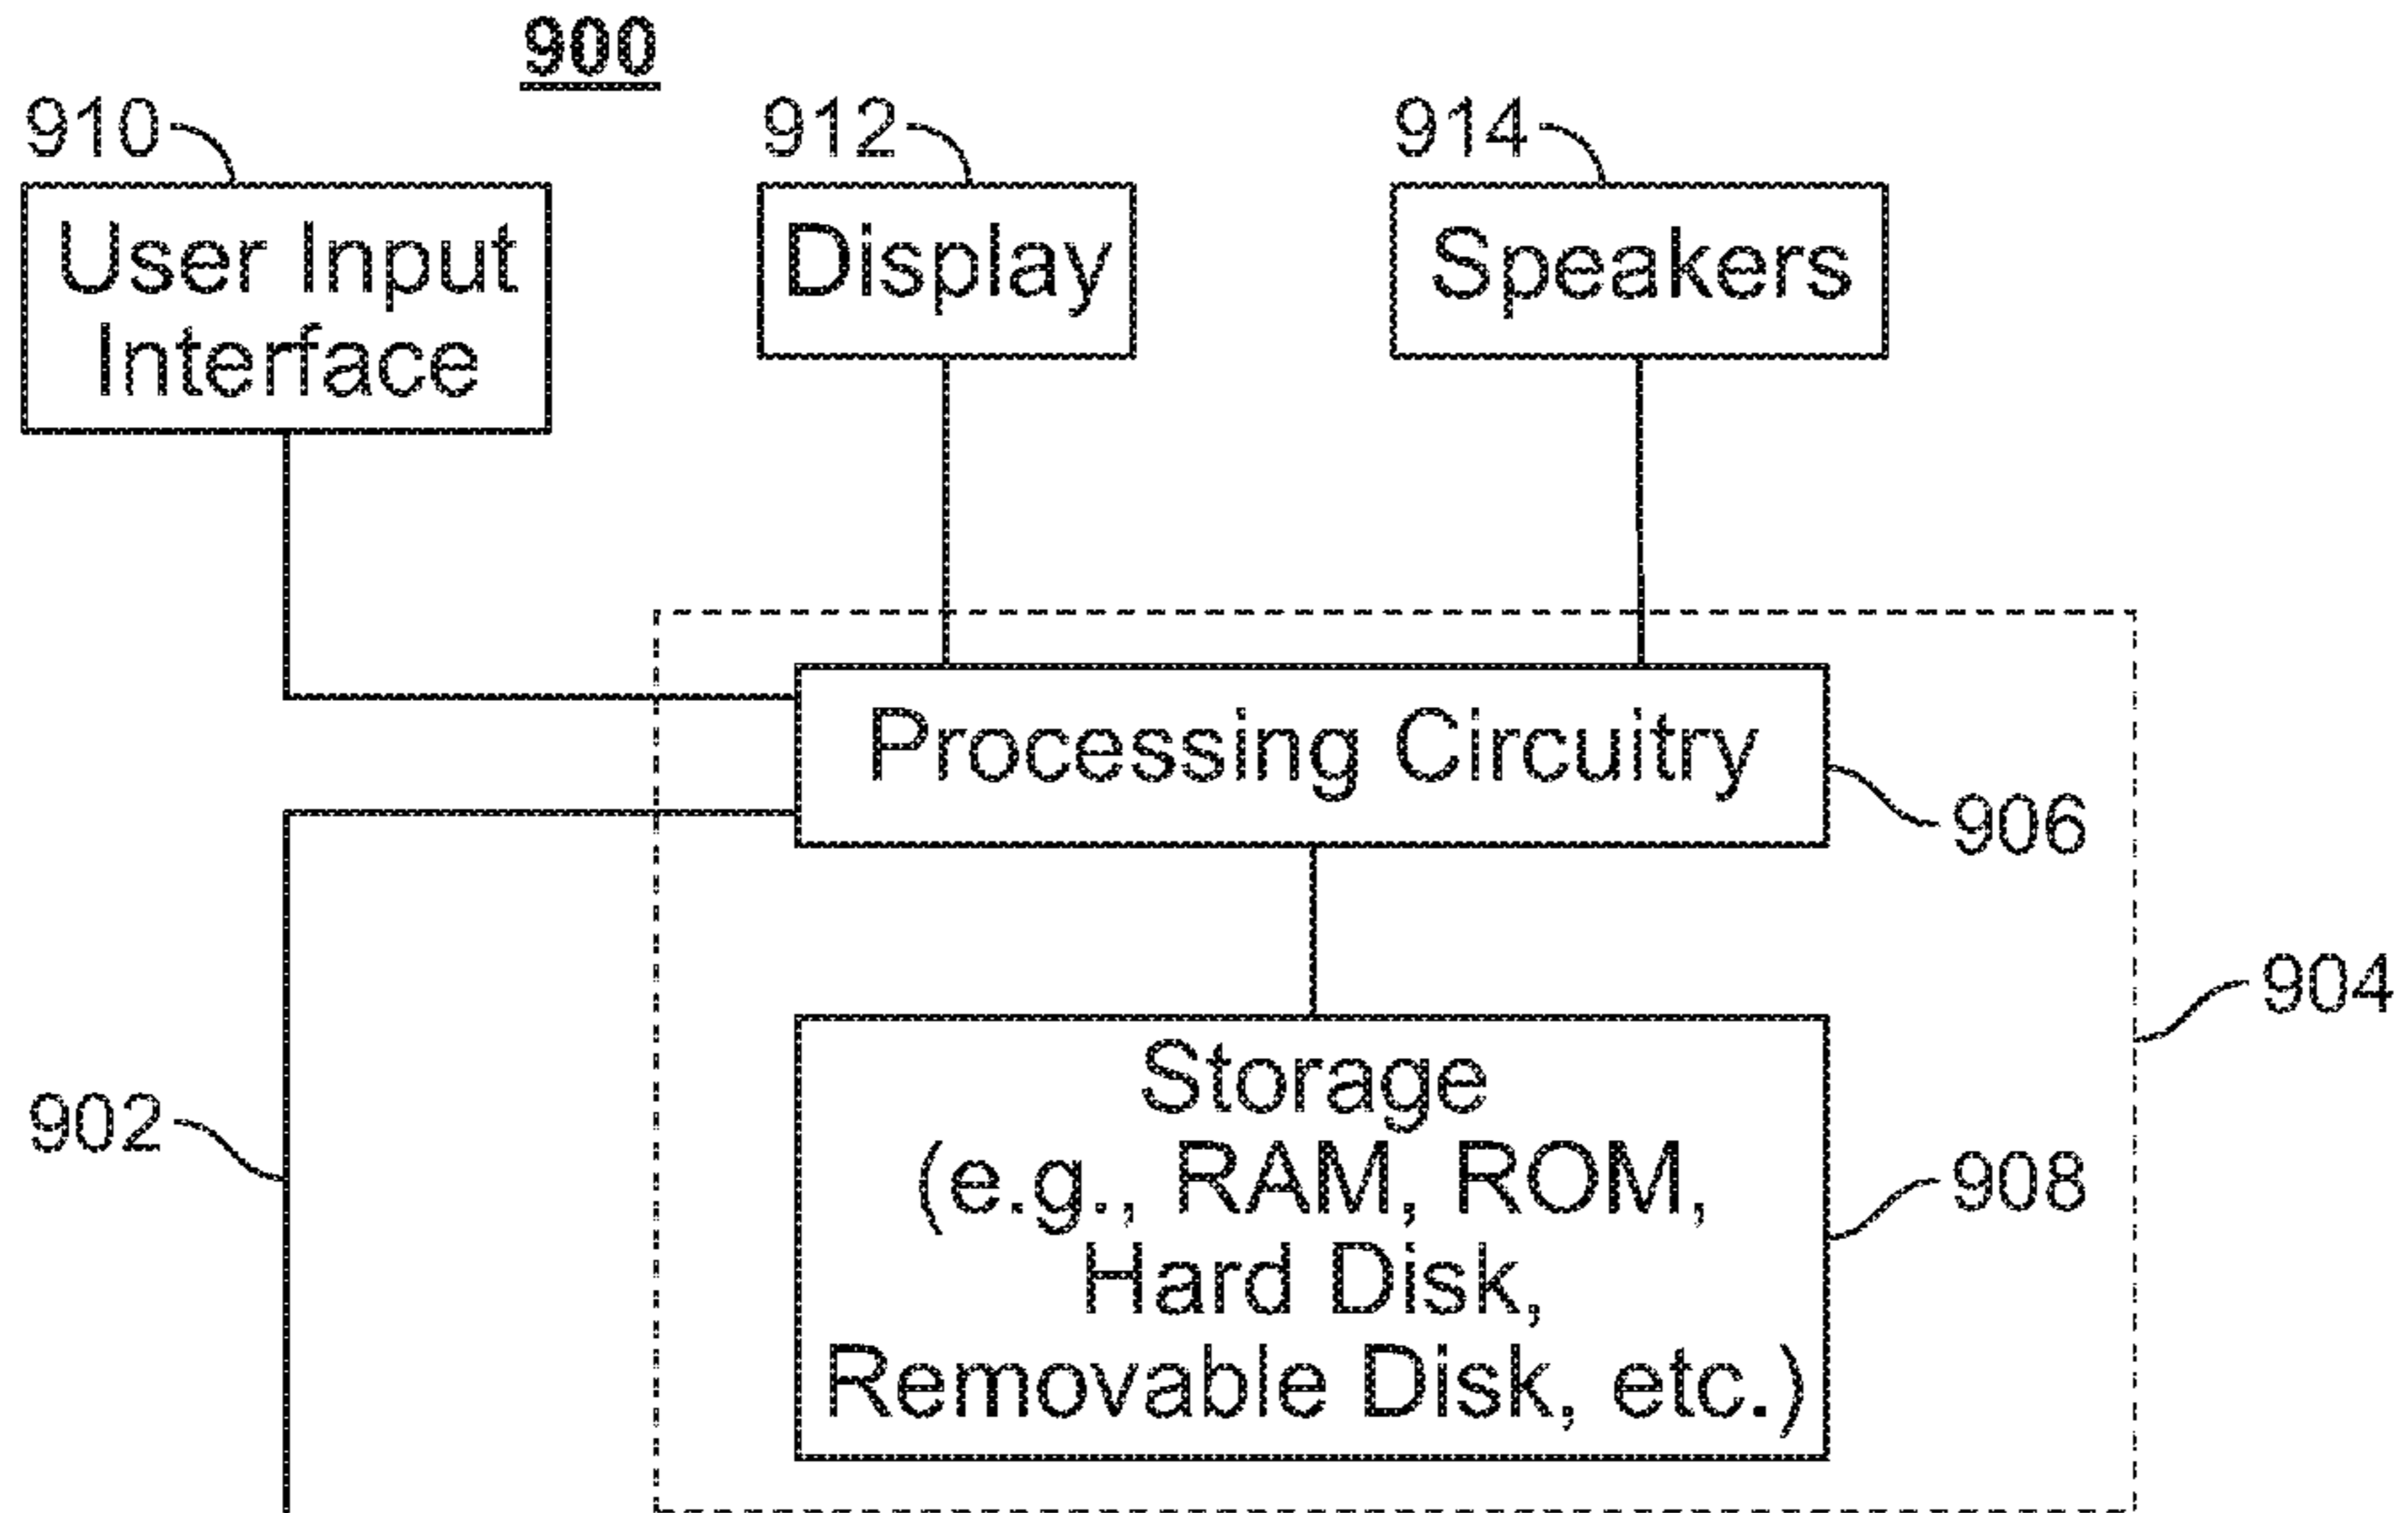 900
910
912
914
User Input
Interface
Display
Speakers
Processing Circuitry
906
904
902
Storage
(e.g., RAM, ROM,
Hard Disk,
Removable Disk, etc.)
908